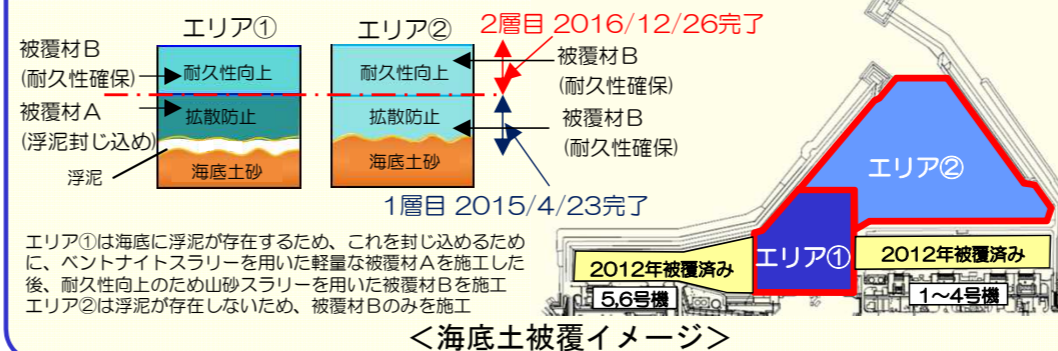 エリア①
エリア②
2層目 2016/12/26完了
被覆材B
(耐久性確保)
耐久性向上
耐久性向上
被覆材B
(耐久性確保)
被覆材A
(浮泥封じ込め)
拡散防止
拡散防止
被覆材B
(耐久性確保)
浮泥
海底土砂
海底土砂
1層目 2015/4/23完了
エリア①は海底に浮泥が存在するため、これを封じ込めるため
に、ベントナイトスラリーを用いた軽量な被覆材Aを施工した
後、耐久性向上のため山砂スラリーを用いた被覆材Bを施工
エリア②は浮泥が存在しないため、被覆材Bのみを施工
エリア②
2012年被覆済み
エリア①
2012年被覆済み
5,6号機
1～4号機
＜海底土被覆イメージ＞